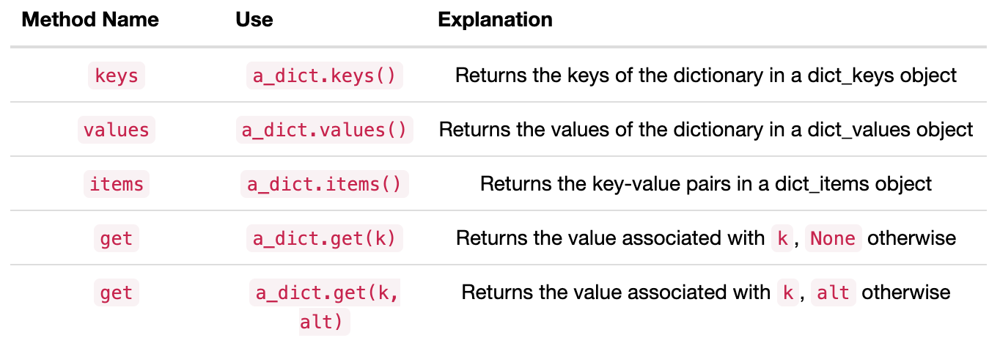 Method Name Use Explanation
keys a_dict.keys() Returns the keys of the dictionary in a dict_keys object
values a_dict.values() Returns the values of the dictionary in a dict_values object
items a_dict.items() Returns the key-value pairs in a dict_items object
get a_dict.get(k) Returns the value associated with k, None otherwise
get a_dict.get(k, Returns the value associated with k, alt otherwise
alt)